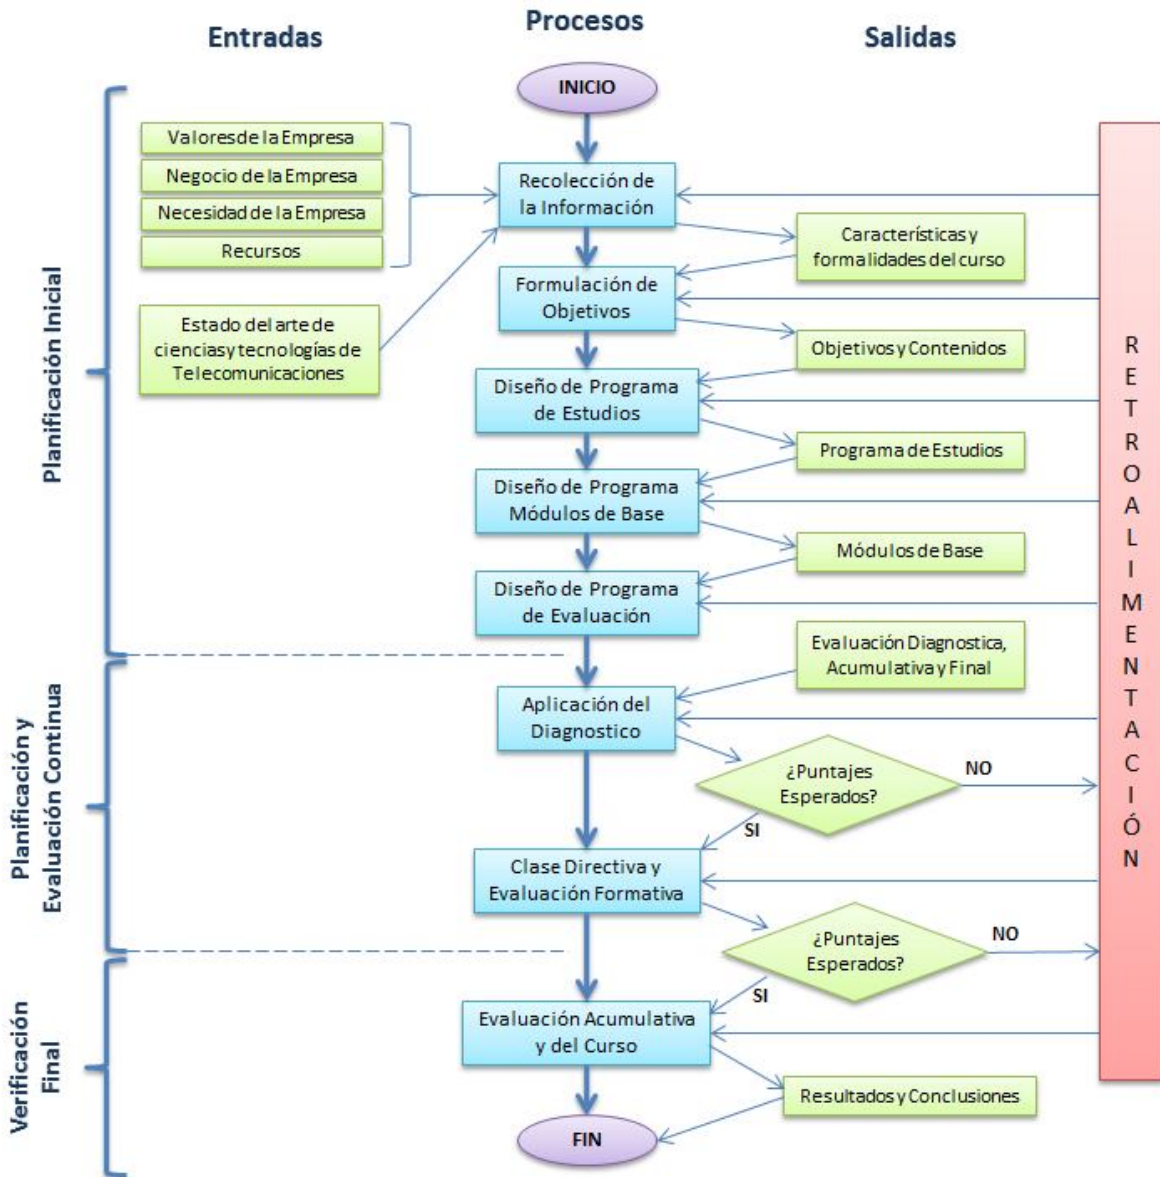 Entradas
Procesos
Salidas
INICIO
Valores de la Empresa
Negocio de la Empresa
Necesidad de la Empresa
Recursos
Estado del arte de
ciencias y tecnologías de
Telecomunicaciones
Recolección de
la Información
Características y
formalidades del curso
Formulación de
Objetivos
Objetivos y Contenidos
Diseño de Programa
de Estudios
Programa de Estudios
Diseño de Programa
Módulos de Base
Módulos de Base
Diseño de Programa
de Evaluación
Evaluación Diagnostica,
Acumulativa y Final
Aplicación del
Diagnostico
¿Puntajes
Esperados?
NO
SI
Clase Directiva y
Evaluación Formativa
¿Puntajes
Esperados?
NO
SI
Evaluación Acumulativa
y del Curso
Resultados y Conclusiones
FIN
Planificación Inicial
Planificación y
Evaluación Continua
Verificación
Final
RETROALIMENTACIÓN